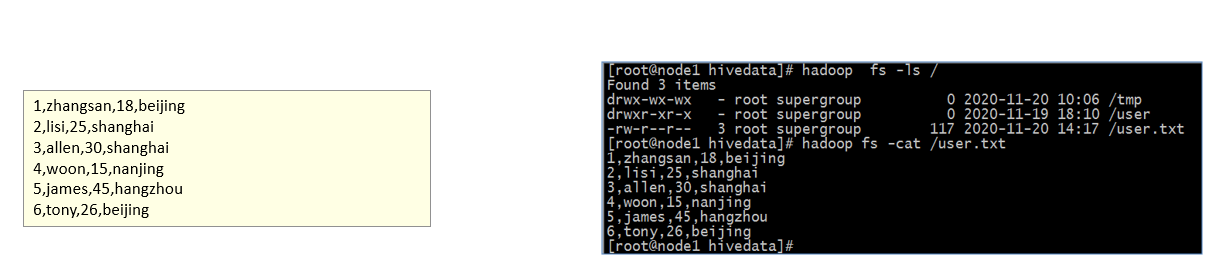 1,zhangsan,18,beijing
2,lisi,25,shanghai
3,allen,30,shanghai
4,woon,15,nanjing
5,james,45,hangzhou
6,tony,26,beijing
[root@node1 hivedata]# hadoop  fs -ls /
Found 3 items
drwx-wx-wx   - root supergroup          0 2020-11-20 10:06 /tmp
drwxr-xr-x   - root supergroup          0 2020-11-19 18:10 /user
-rw-r--r--   3 root supergroup        117 2020-11-20 14:17 /user.txt
[root@node1 hivedata]# hadoop fs -cat /user.txt
1,zhangsan,18,beijing
2,lisi,25,shanghai
3,allen,30,shanghai
4,woon,15,nanjing
5,james,45,hangzhou
6,tony,26,beijing
[root@node1 hivedata]#